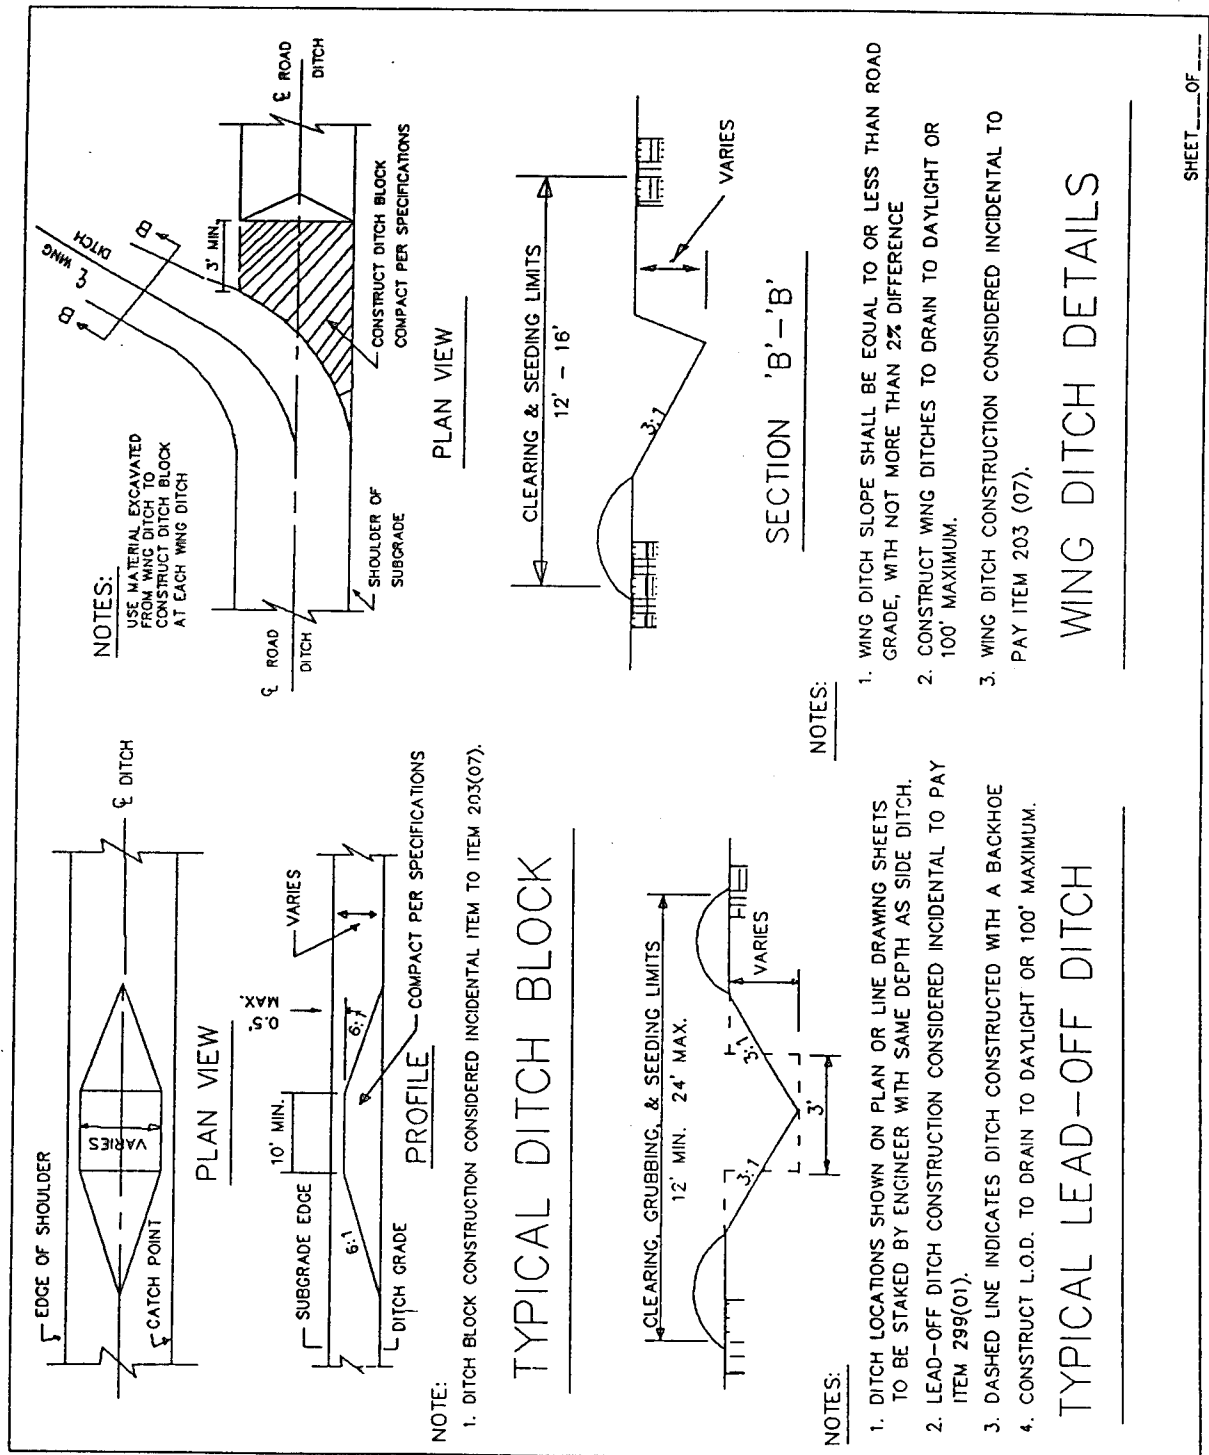 EDGE OF SHOULDER
CATCH POINT
VARIES
℄ DITCH
PLAN VIEW
10' MIN.
0.5'
MAX.
SUBGRADE EDGE
6:1
6:1
VARIES
DITCH GRADE
PROFILE
COMPACT PER SPECIFICATIONS
NOTE:
1. DITCH BLOCK CONSTRUCTION CONSIDERED INCIDENTAL ITEM TO ITEM 203(07).
TYPICAL DITCH BLOCK
CLEARING, GRUBBING, & SEEDING LIMITS
12' MIN. 24' MAX.
3:1
3:1
3'
VARIES
NOTES:
1. DITCH LOCATIONS SHOWN ON PLAN OR LINE DRAWING SHEETS
TO BE STAKED BY ENGINEER WITH SAME DEPTH AS SIDE DITCH.
2. LEAD-OFF DITCH CONSTRUCTION CONSIDERED INCIDENTAL TO PAY
ITEM 299(01).
3. DASHED LINE INDICATES DITCH CONSTRUCTED WITH A BACKHOE
4. CONSTRUCT L.O.D. TO DRAIN TO DAYLIGHT OR 100' MAXIMUM.
TYPICAL LEAD-OFF DITCH
NOTES:
USE MATERIAL EXCAVATED
FROM WING DITCH TO
CONSTRUCT DITCH BLOCK
AT EACH WING DITCH
℄ ROAD
DITCH
SHOULDER OF
SUBGRADE
℄ WING
DITCH
B
B
3' MIN.
℄ ROAD
DITCH
CONSTRUCT DITCH BLOCK
COMPACT PER SPECIFICATIONS
PLAN VIEW
CLEARING & SEEDING LIMITS
12' - 16'
3:1
VARIES
SECTION 'B'-'B'
NOTES:
1. WING DITCH SLOPE SHALL BE EQUAL TO OR LESS THAN ROAD
GRADE, WITH NOT MORE THAN 2% DIFFERENCE
2. CONSTRUCT WING DITCHES TO DRAIN TO DAYLIGHT OR
100' MAXIMUM.
3. WING DITCH CONSTRUCTION CONSIDERED INCIDENTAL TO
PAY ITEM 203 (07).
WING DITCH DETAILS
SHEET___OF___